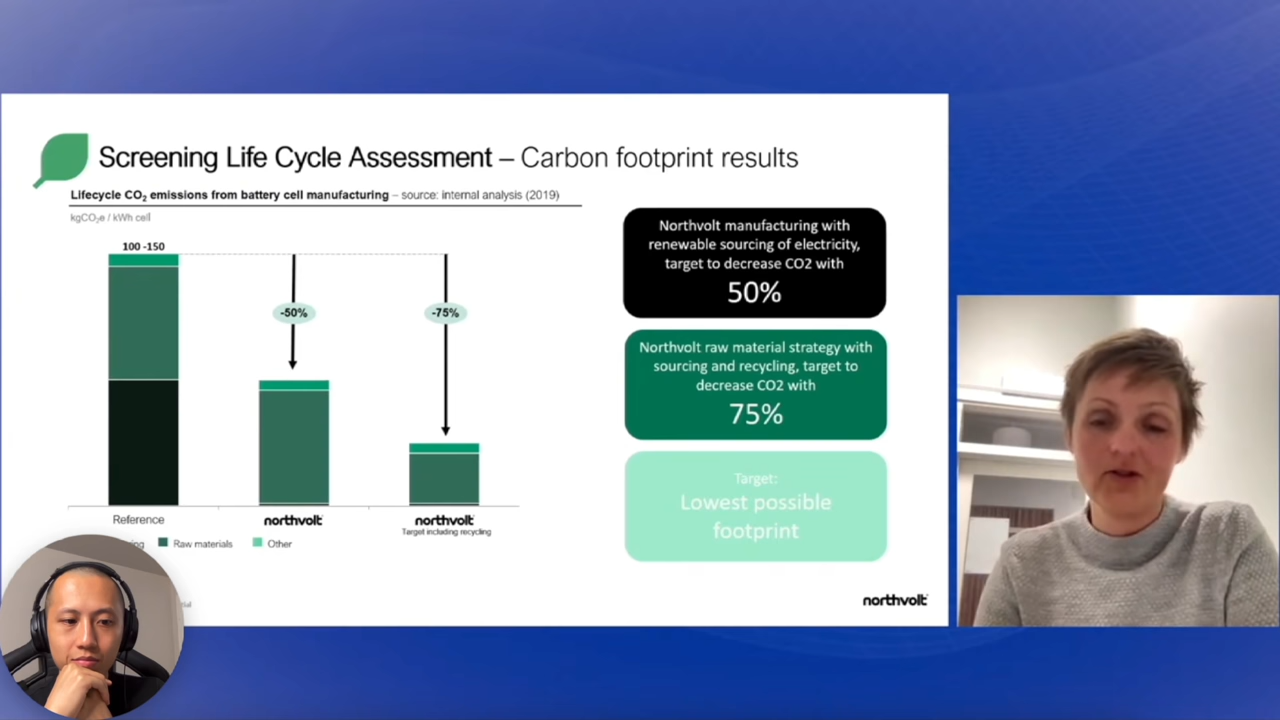 Screening Life Cycle Assessment – Carbon footprint results
Lifecycle CO₂ emissions from battery cell manufacturing – source: internal analysis (2019)
kgCO₂e / kWh cell
100 -150
-50%
-75%
Reference
northvolt
northvolt
Target including recycling
Raw materials
Other
Northvolt manufacturing with
renewable sourcing of electricity,
target to decrease CO2 with
50%
Northvolt raw material strategy with
sourcing and recycling, target to
decrease CO2 with
75%
Target:
Lowest possible
footprint
northvolt